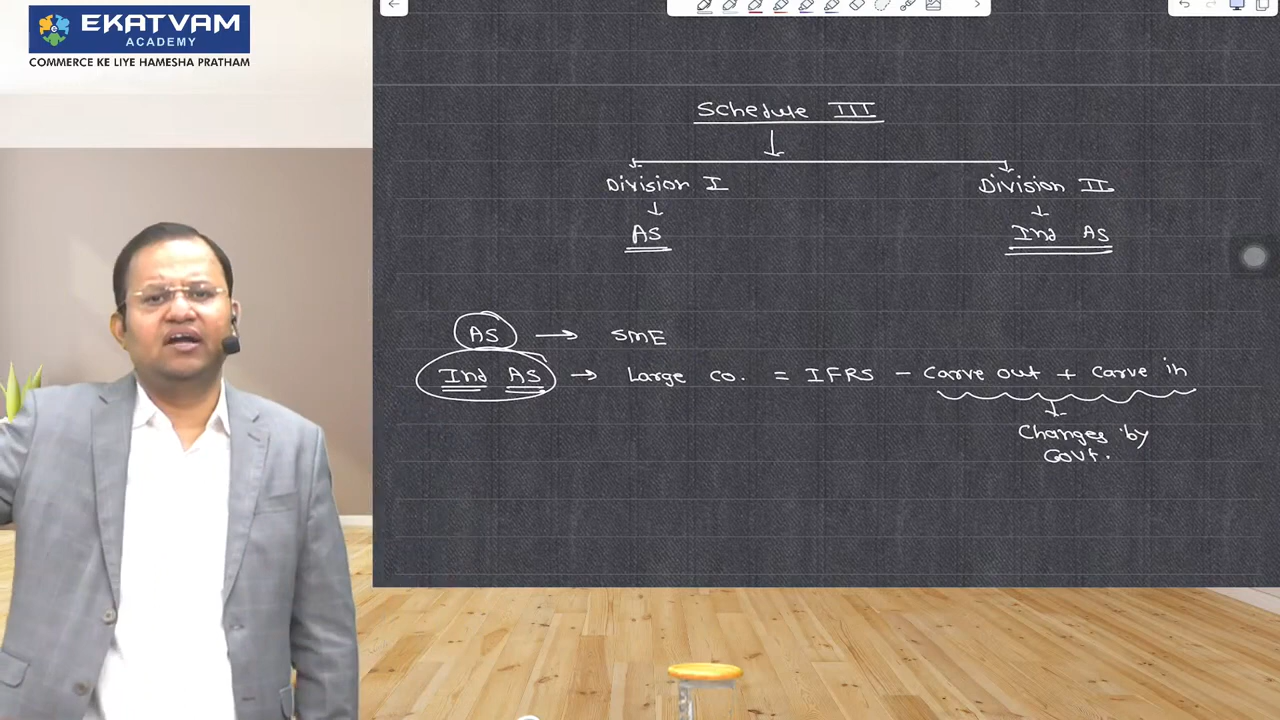 EKATVAM
ACADEMY
COMMERCE KE LIYE HAMESHA PRATHAM
Schedule III
Division I
Division II
AS
Ind AS
AS → SME
Ind AS → Large co. = IFRS - carve out + carve in
Changes by
Govt.